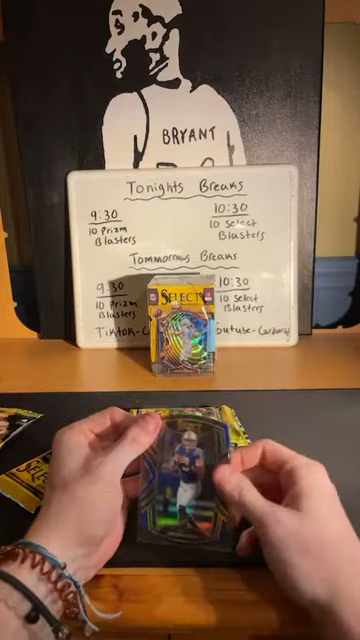 BRYANT
Tonights Breaks
9:30
10 Prizm
Blasters
10:30
10 Select
Blasters
Tommorrows Breaks
9:30
10 Prizm
Blasters
10:30
10 Select
Blasters
SELECT